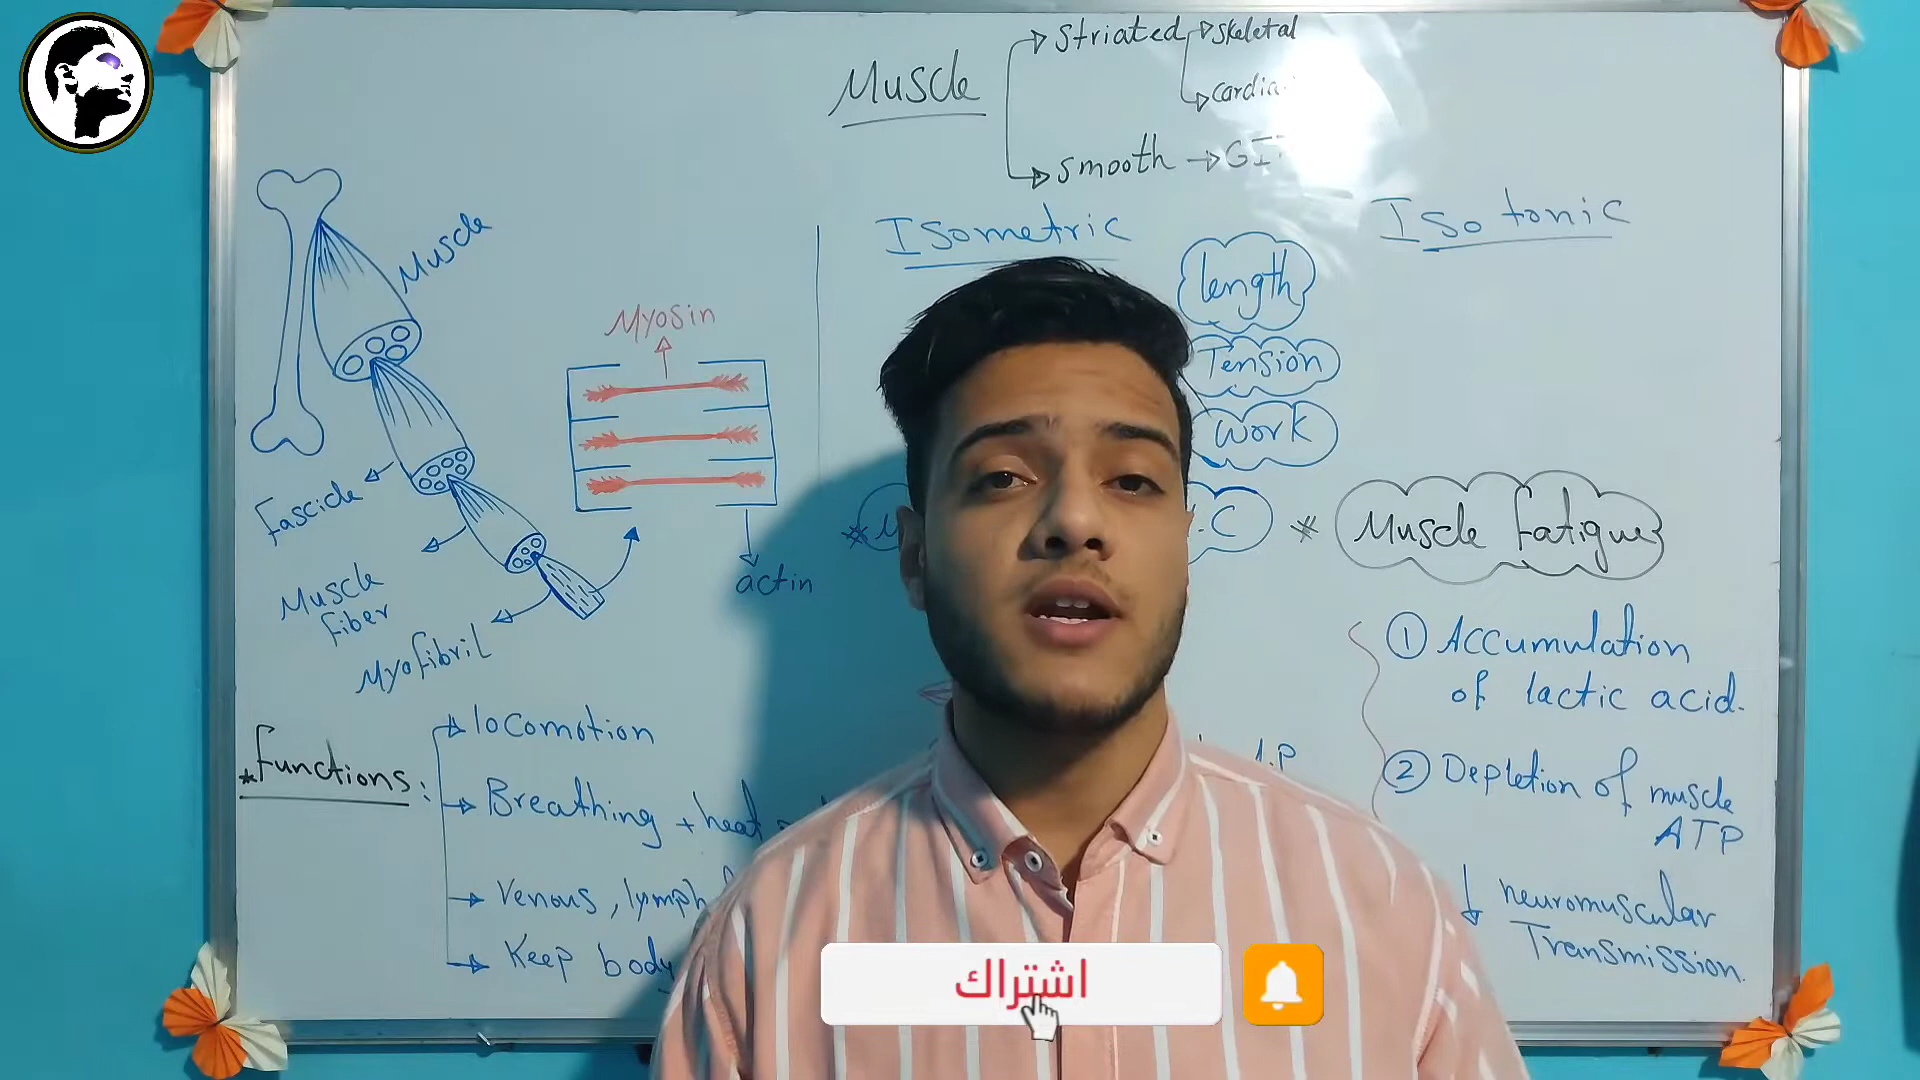 Muscle
Striated
Skeletal
Smooth
Isometric
Isotonic
length
Tension
Work
Muscle
Fascicle
Muscle
fiber
Myofibril
Myosin
actin
* Muscle fatigue
① Accumulation
of lactic acid.
② Depletion of muscle
ATP
↓ neuromuscular
Transmission.
*Functions:
locomotion
Breathing + heat
Venous, lymph
Keep body
اشتراك